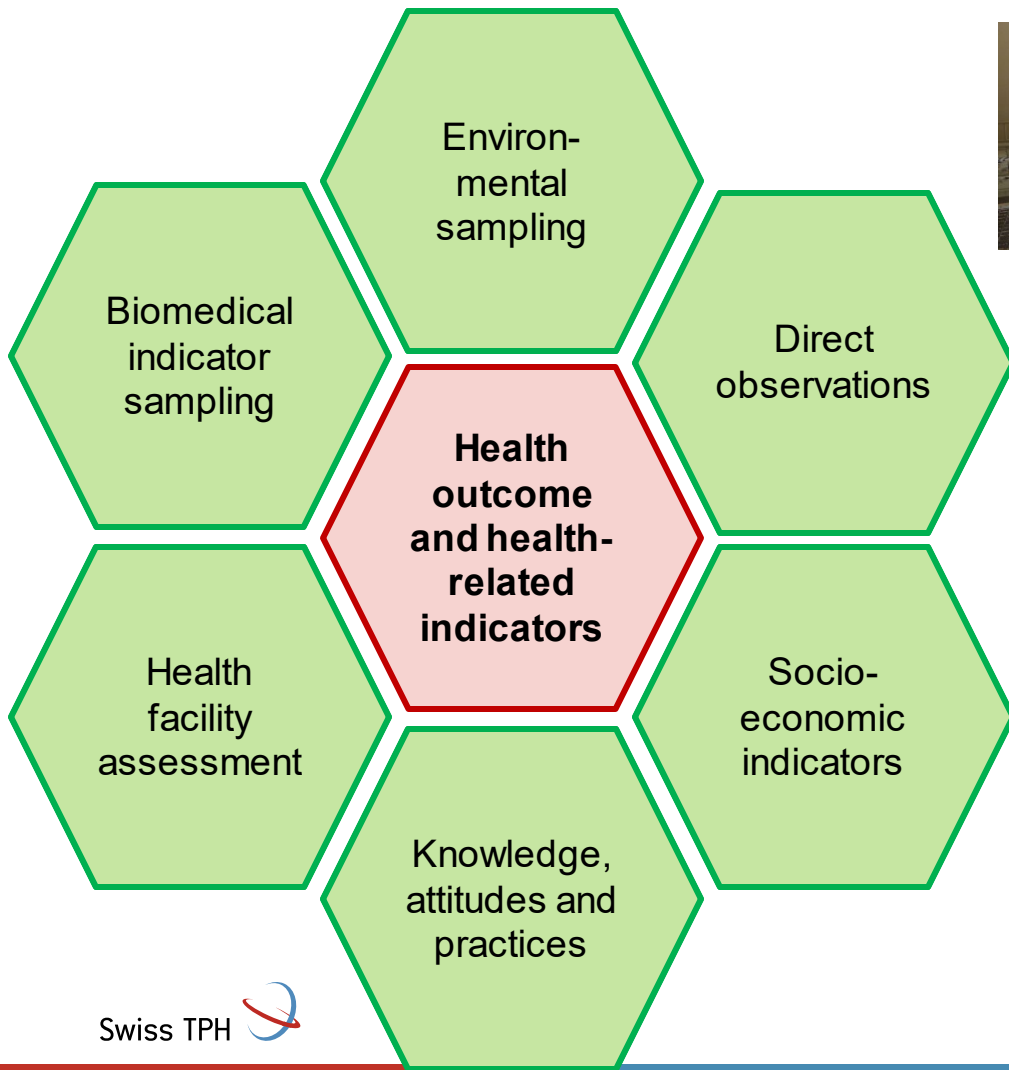 Environ-
mental
sampling
Biomedical
indicator
sampling
Direct
observations
Health
outcome
and health-
related
indicators
Health
facility
assessment
Socio-
economic
indicators
Knowledge,
attitudes and
practices
Swiss TPH